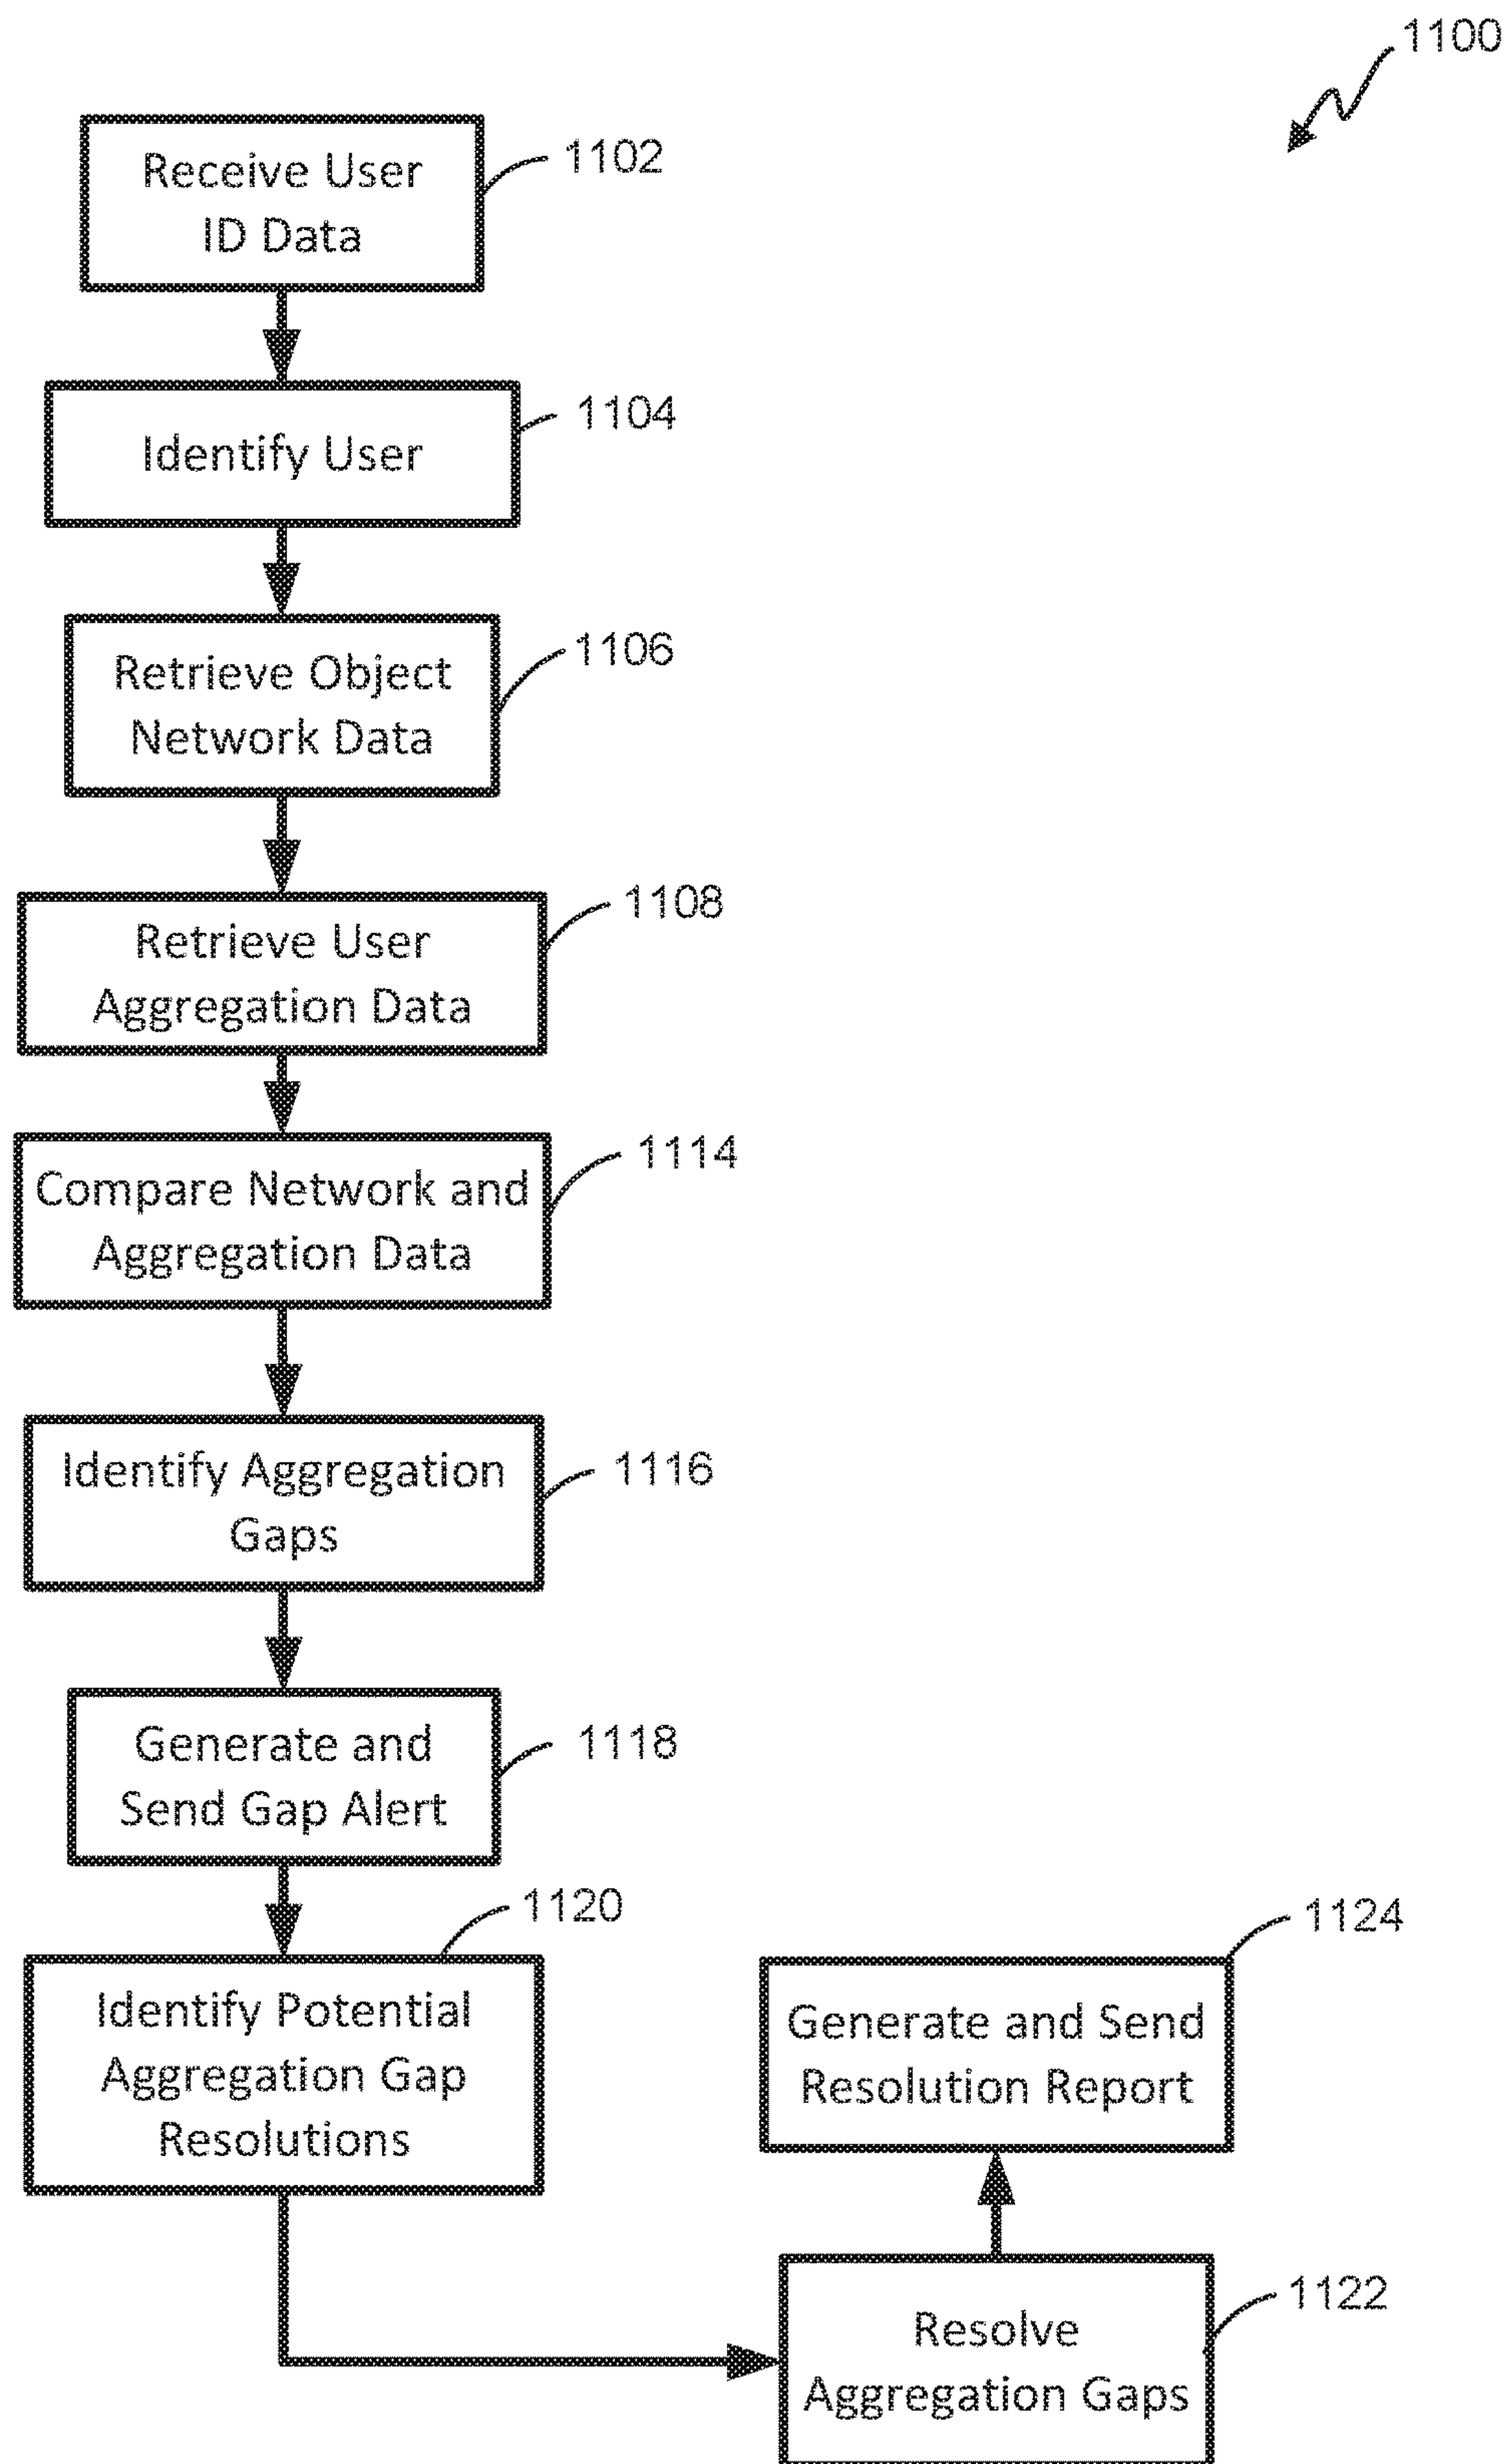 1100
Receive User
ID Data
1102
Identify User
1104
Retrieve Object
Network Data
1106
Retrieve User
Aggregation Data
1108
Compare Network and
Aggregation Data
1114
Identify Aggregation
Gaps
1116
Generate and
Send Gap Alert
1118
Identify Potential
Aggregation Gap
Resolutions
1120
Resolve
Aggregation Gaps
1122
Generate and Send
Resolution Report
1124